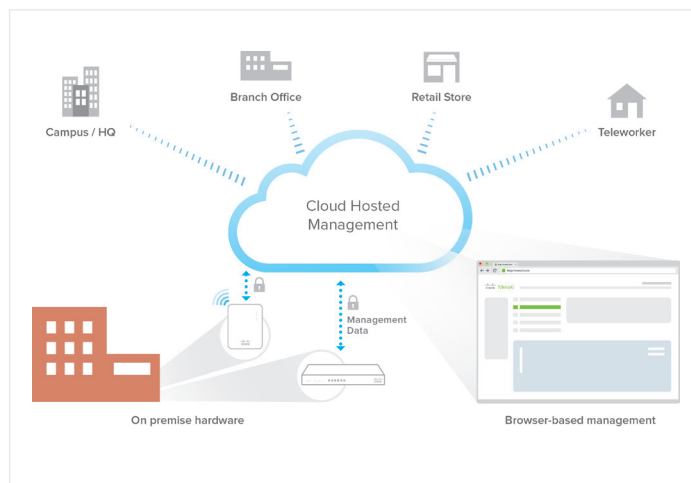 Branch Office
Retail Store
Campus / HQ
Teleworker
Cloud Hosted
Management
Management
Data
On premise hardware
Browser-based management